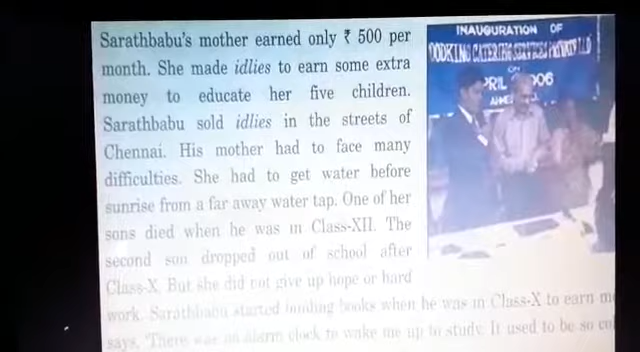 Sarathbabu's mother earned only ₹ 500 per
month. She made idlies to earn some extra
money to educate her five children.
Sarathbabu sold idlies in the streets of
Chennai. His mother had to face many
difficulties. She had to get water before
sunrise from a far away water tap. One of her
sons died when he was in Class-XII. The
second son dropped out of school after
Class-X. But she did not give up hope or hard
work. Sarathbabu started binding books when he was in Class-X to earn
says, 'There was no alarm clock to wake me up to study. It used to be so
INAUGURATION OF
CATERING SERVICES PRIVATE
ON